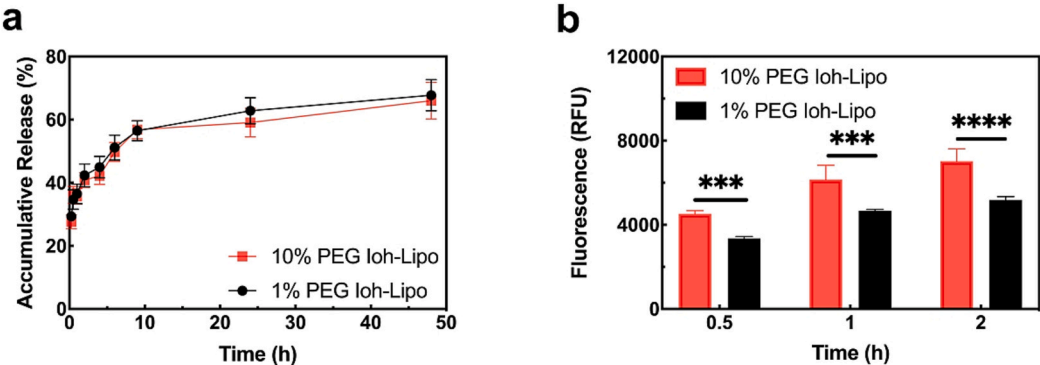 a
Accumulative Release (%)
80
60
40
20
0
0 10 20 30 40 50
Time (h)
10% PEG Ioh-Lipo
1% PEG Ioh-Lipo
b
Fluorescence (RFU)
12000
8000
4000
0
10% PEG Ioh-Lipo
1% PEG Ioh-Lipo
***
***
****
0.5 1 2
Time (h)